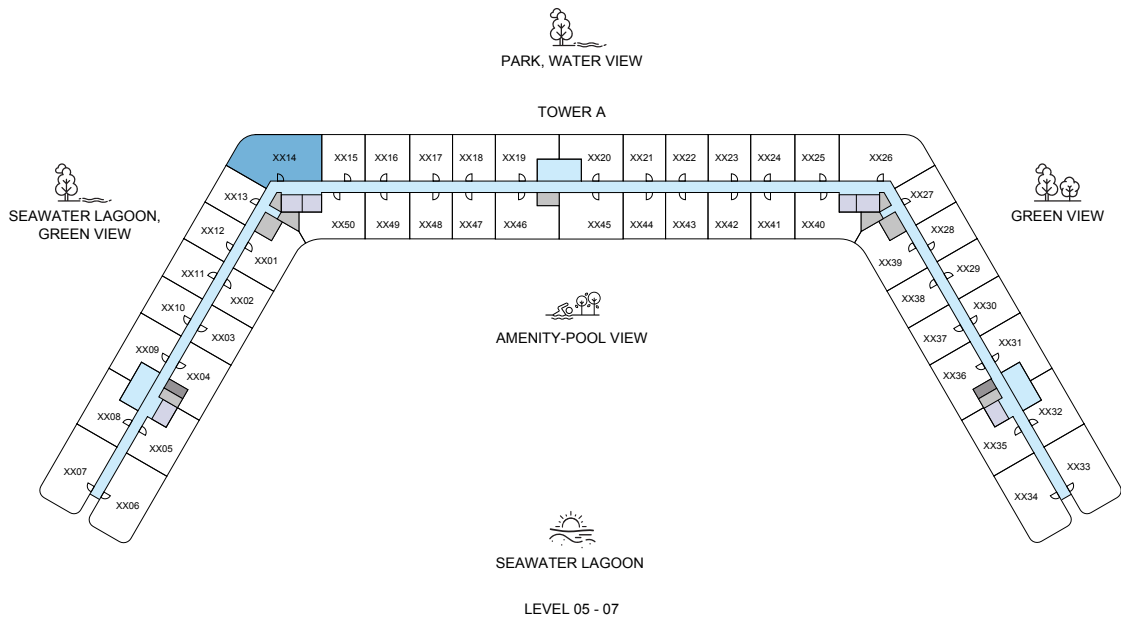 PARK, WATER VIEW
TOWER A
XX14
XX15
XX16
XX17
XX18
XX19
XX20
XX21
XX22
XX23
XX24
XX25
XX26
XX13
XX27
SEAWATER LAGOON,
GREEN VIEW
GREEN VIEW
XX12
XX50
XX49
XX48
XX47
XX46
XX45
XX44
XX43
XX42
XX41
XX40
XX28
XX01
XX39
XX11
XX29
XX02
XX38
XX10
XX30
XX03
XX37
AMENITY-POOL VIEW
XX09
XX31
XX04
XX36
XX08
XX32
XX05
XX35
XX07
XX33
XX06
XX34
SEAWATER LAGOON
LEVEL 05 - 07